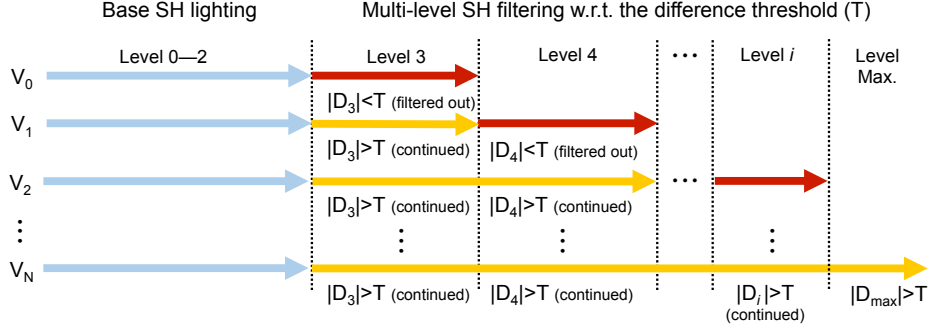 Base SH lighting
Multi-level SH filtering w.r.t. the difference threshold (T)
Level 0—2
Level 3
Level 4
...
Level i
Level Max.
V0
|D3|<T (filtered out)
V1
|D3|>T (continued)
|D4|<T (filtered out)
V2
...
|D3|>T (continued)
|D4|>T (continued)
VN
|D3|>T (continued)
|D4|>T (continued)
|Di|>T (continued)
|Dmax|>T